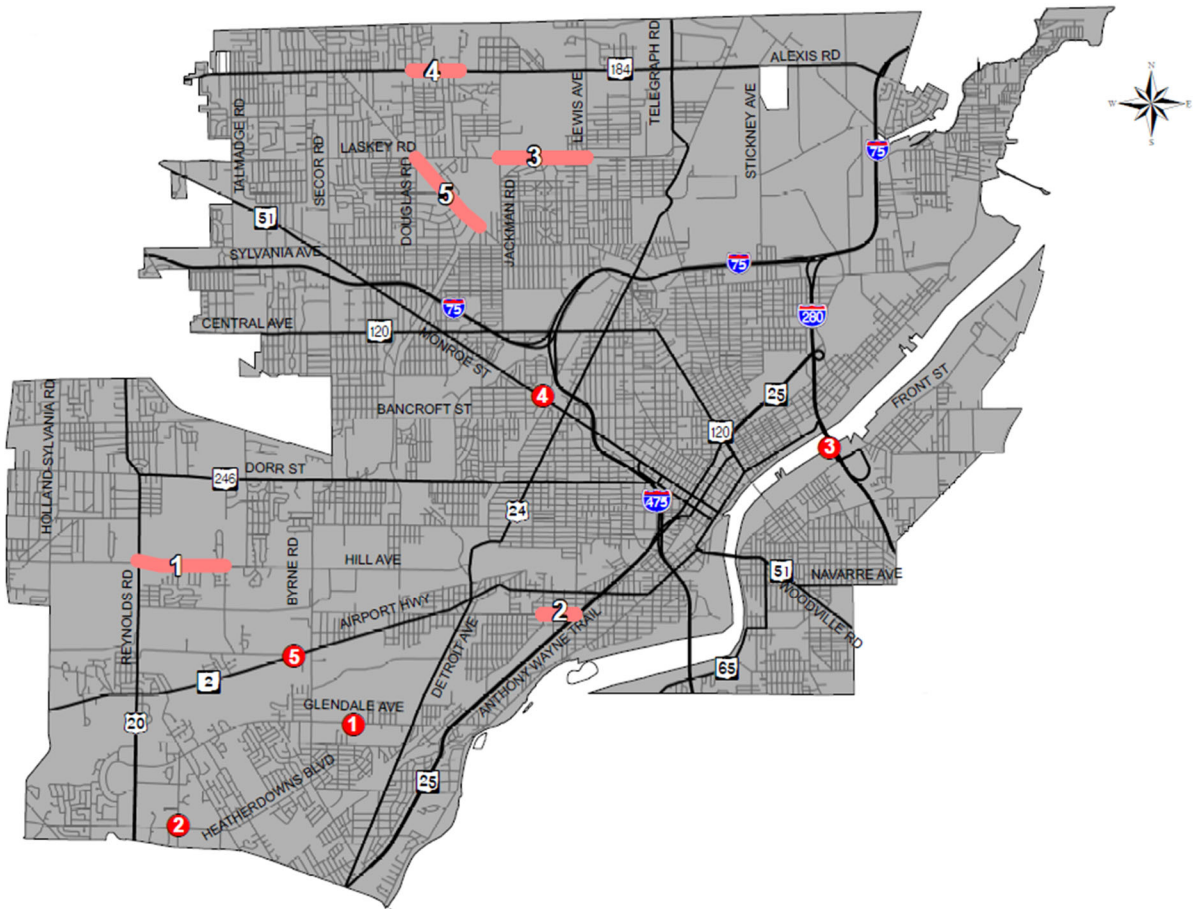 N
W
E
S
TELEGRAPH RD
ALEXIS RD
4
184
LEWIS AVE
STICKNEY AVE
TALMADGE RD
SECOR RD
LASKEY RD
3
75
DOUGLAS RD
5
JACKMAN RD
51
SYLVANIA AVE
75
75
280
CENTRAL AVE
120
MONROE ST
4
25
FRONT ST
HOLLAND-SYLVANIA RD
BANCROFT ST
120
3
DORR ST
246
475
24
1
HILL AVE
BYRNE RD
51
NAVARRE AVE
WOODVILLE RD
REYNOLDS RD
AIRPORT HWY
2
5
2
DETROIT AVE
ANTHONY WAYNE TRAIL
65
GLENDALE AVE
20
1
25
HEATHERDOWNS BLVD
2